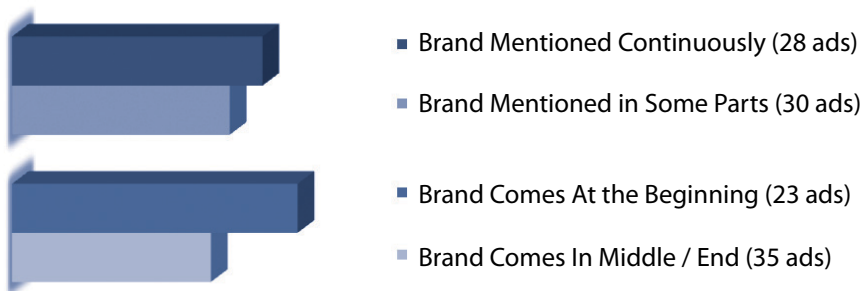 Brand Mentioned Continuously (28 ads)
Brand Mentioned in Some Parts (30 ads)
Brand Comes At the Beginning (23 ads)
Brand Comes In Middle / End (35 ads)